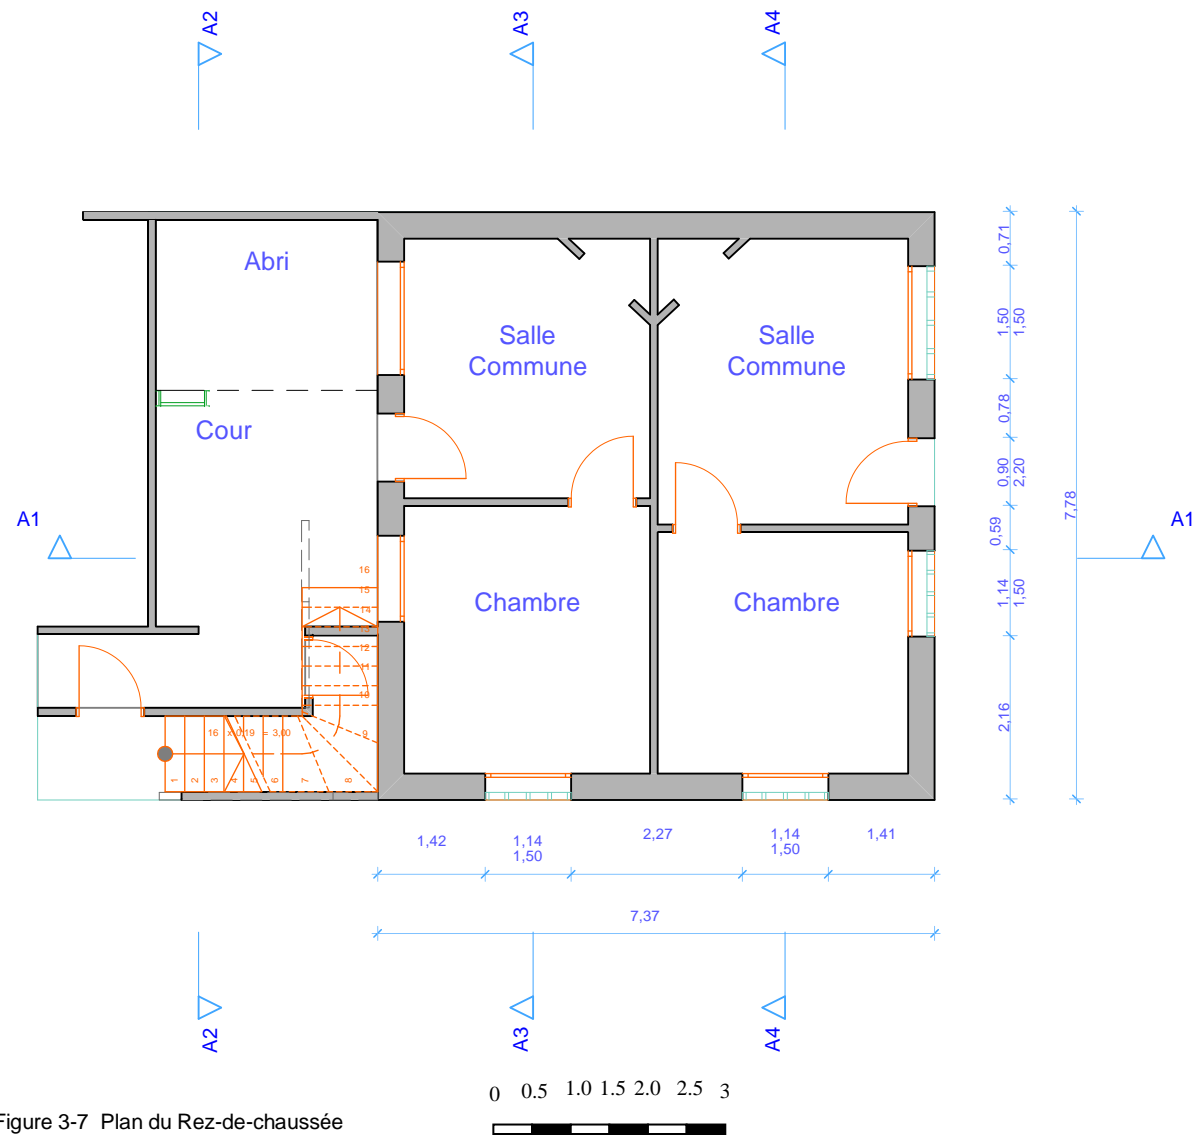 A2
A3
A4
Abri
Salle
Commune
Salle
Commune
Cour
0,71
1,50
1,50
0,78
0,90
2,20
0,59
1,14
1,50
2,16
7,78
A1
A1
Chambre
Chambre
16
15
14
13
12
11
10
9
16 x 0,19 = 3,00
1
2
3
4
5
6
7
8
1,42
1,14
1,50
2,27
1,14
1,50
1,41
7,37
A2
A3
A4
0 0.5 1.0 1.5 2.0 2.5 3
Figure 3-7 Plan du Rez-de-chaussée